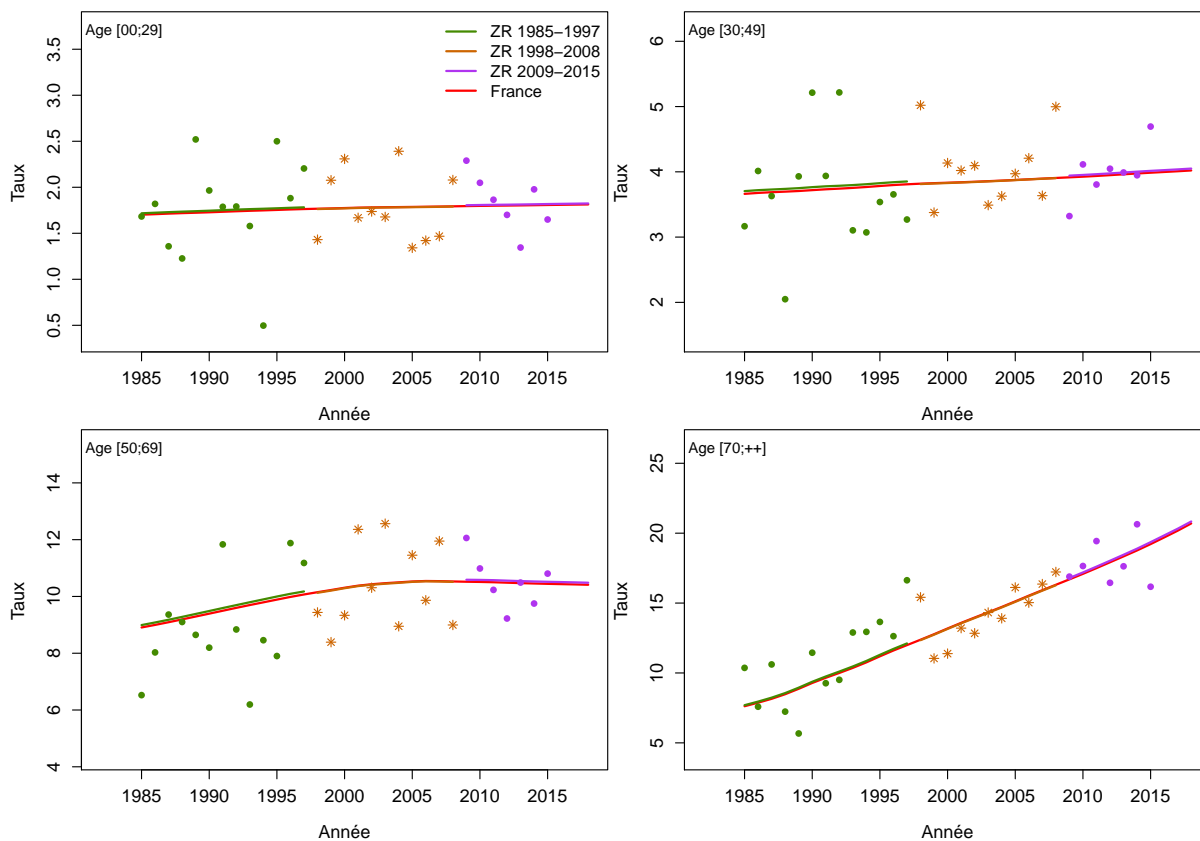 Age [00;29]
ZR 1985−1997
ZR 1998−2008
ZR 2009−2015
France
Taux
3.5
3.0
2.5
2.0
1.5
1.0
0.5
1985 1990 1995 2000 2005 2010 2015
Année
Age [30;49]
Taux
6
5
4
3
2
1985 1990 1995 2000 2005 2010 2015
Année
Age [50;69]
Taux
14
12
10
8
6
4
1985 1990 1995 2000 2005 2010 2015
Année
Age [70;++]
Taux
25
20
15
10
5
1985 1990 1995 2000 2005 2010 2015
Année